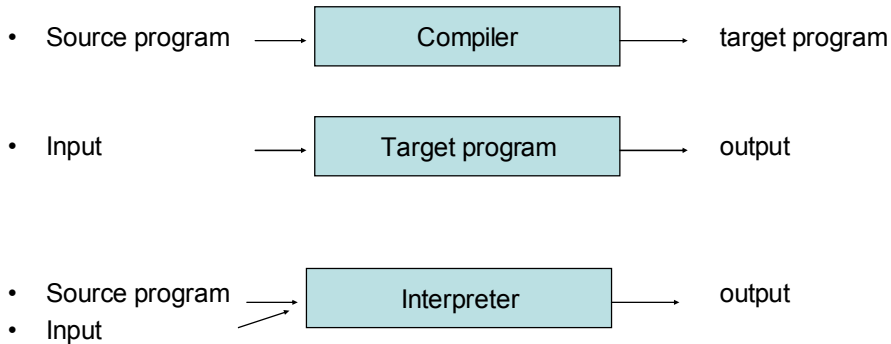 • Source program Compiler target program
• Input Target program output
• Source program Interpreter output
• Input